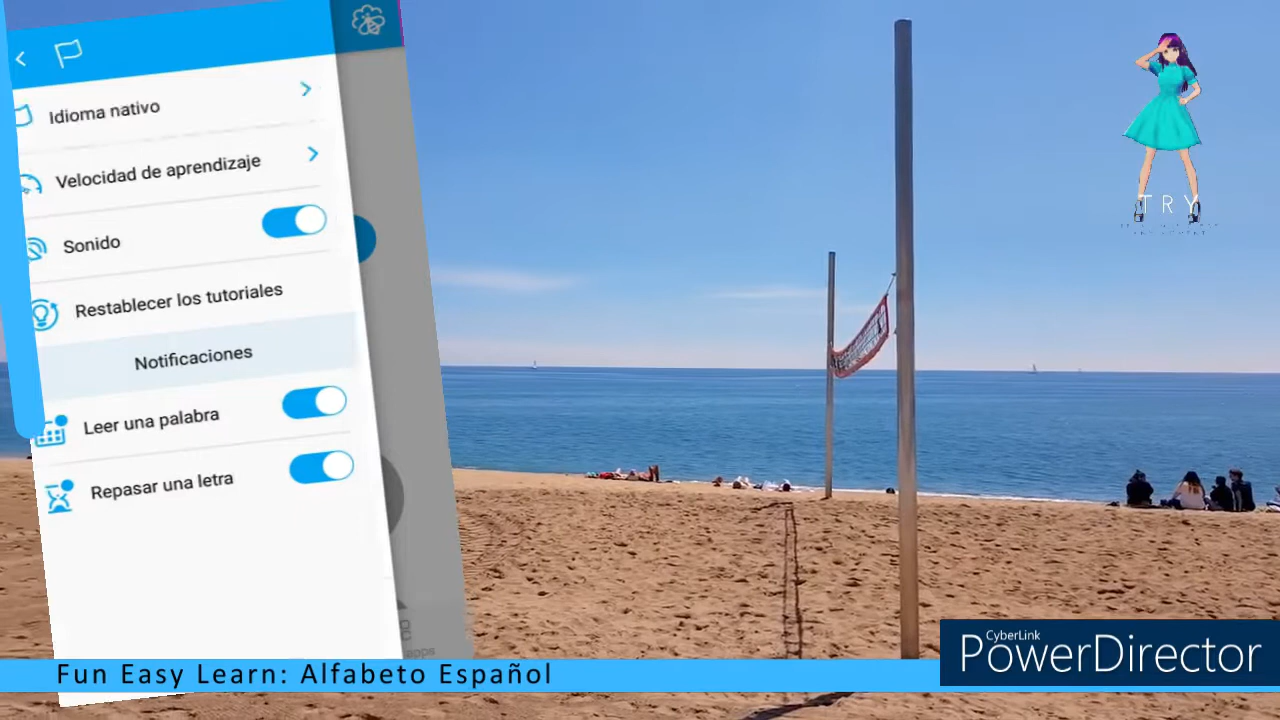 Idioma nativo
Velocidad de aprendizaje
Sonido
Restablecer los tutoriales
Notificaciones
Leer una palabra
Repasar una letra
apps
TRY
Fun Easy Learn: Alfabeto Español
CyberLink
PowerDirector